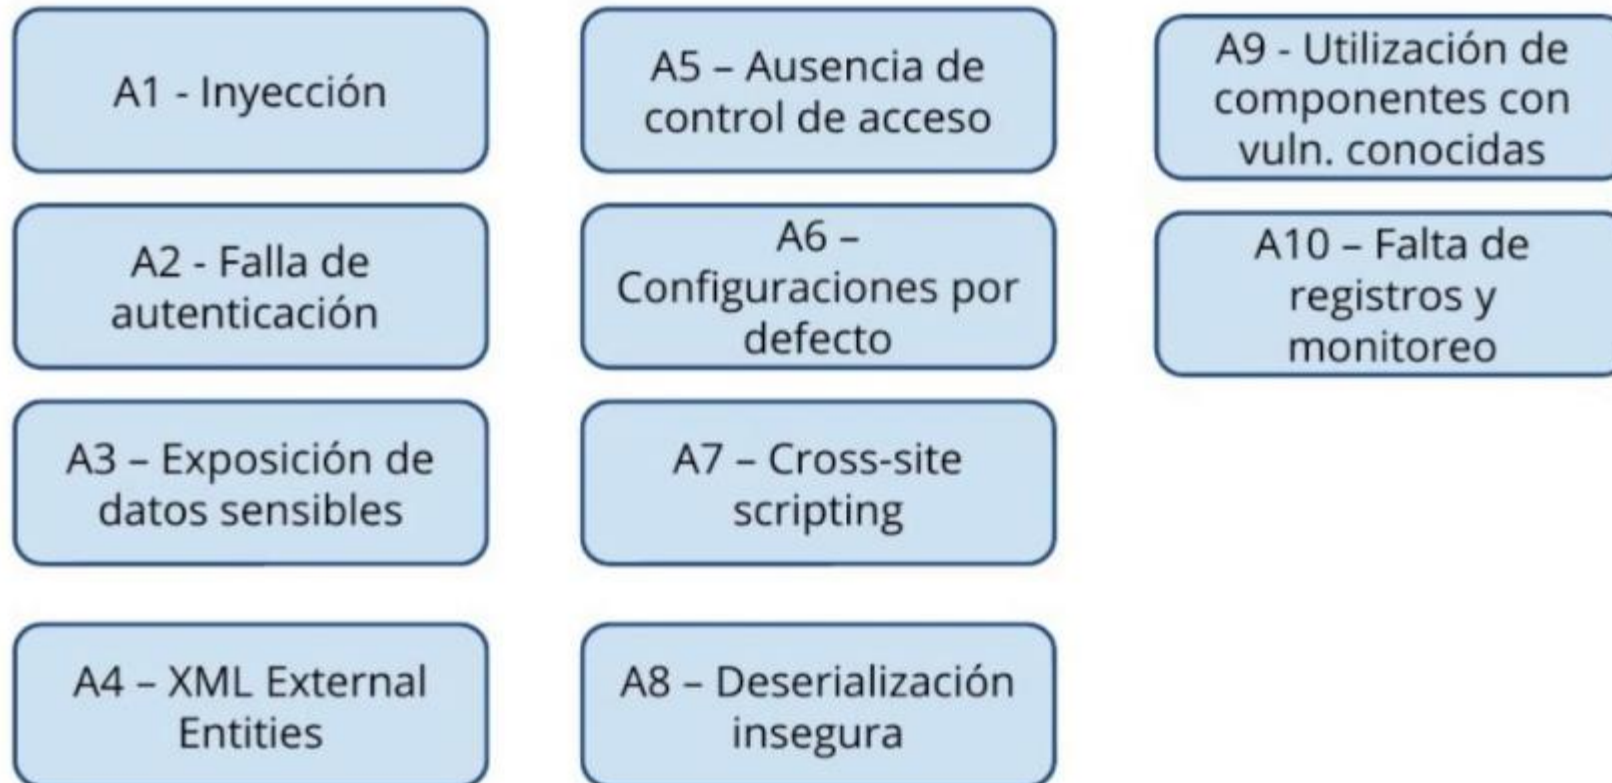 A1 - Inyección
A2 - Falla de
autenticación
A3 – Exposición de
datos sensibles
A4 – XML External
Entities
A5 – Ausencia de
control de acceso
A6 –
Configuraciones por
defecto
A7 – Cross-site
scripting
A8 – Deserialización
insegura
A9 - Utilización de
componentes con
vuln. conocidas
A10 – Falta de
registros y
monitoreo